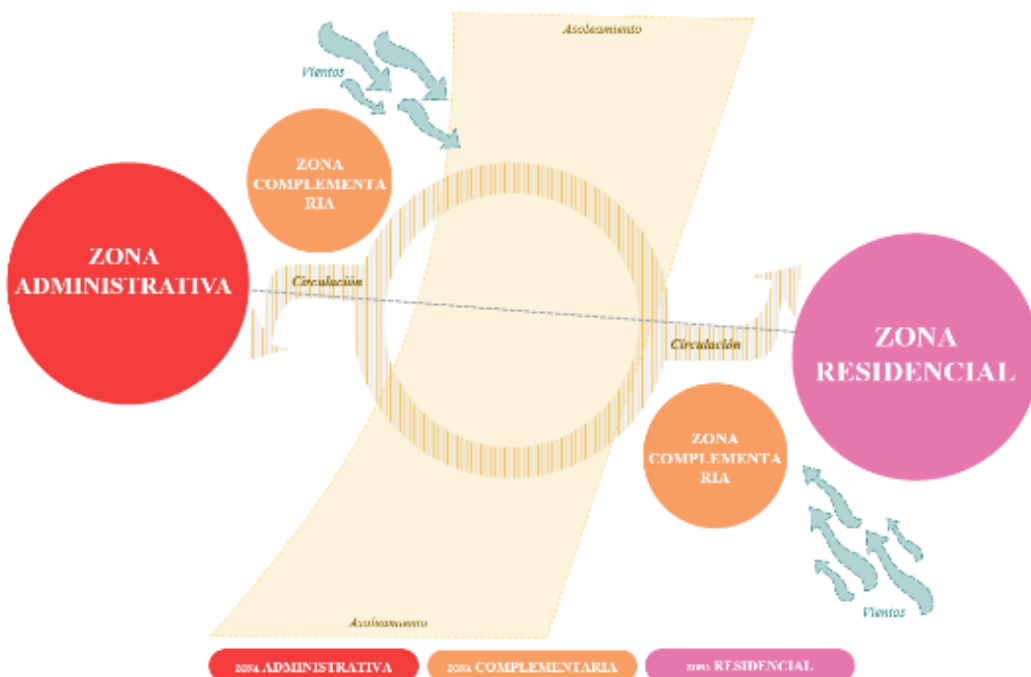 Asoleamiento
Vientos
ZONA
COMPLEMENTA
RIA
ZONA
ADMINISTRATIVA
Circulación
Circulación
ZONA
RESIDENCIAL
ZONA
COMPLEMENTA
RIA
Vientos
Asoleamiento
ZONA ADMINISTRATIVA
ZONA COMPLEMENTARIA
ZONA RESIDENCIAL